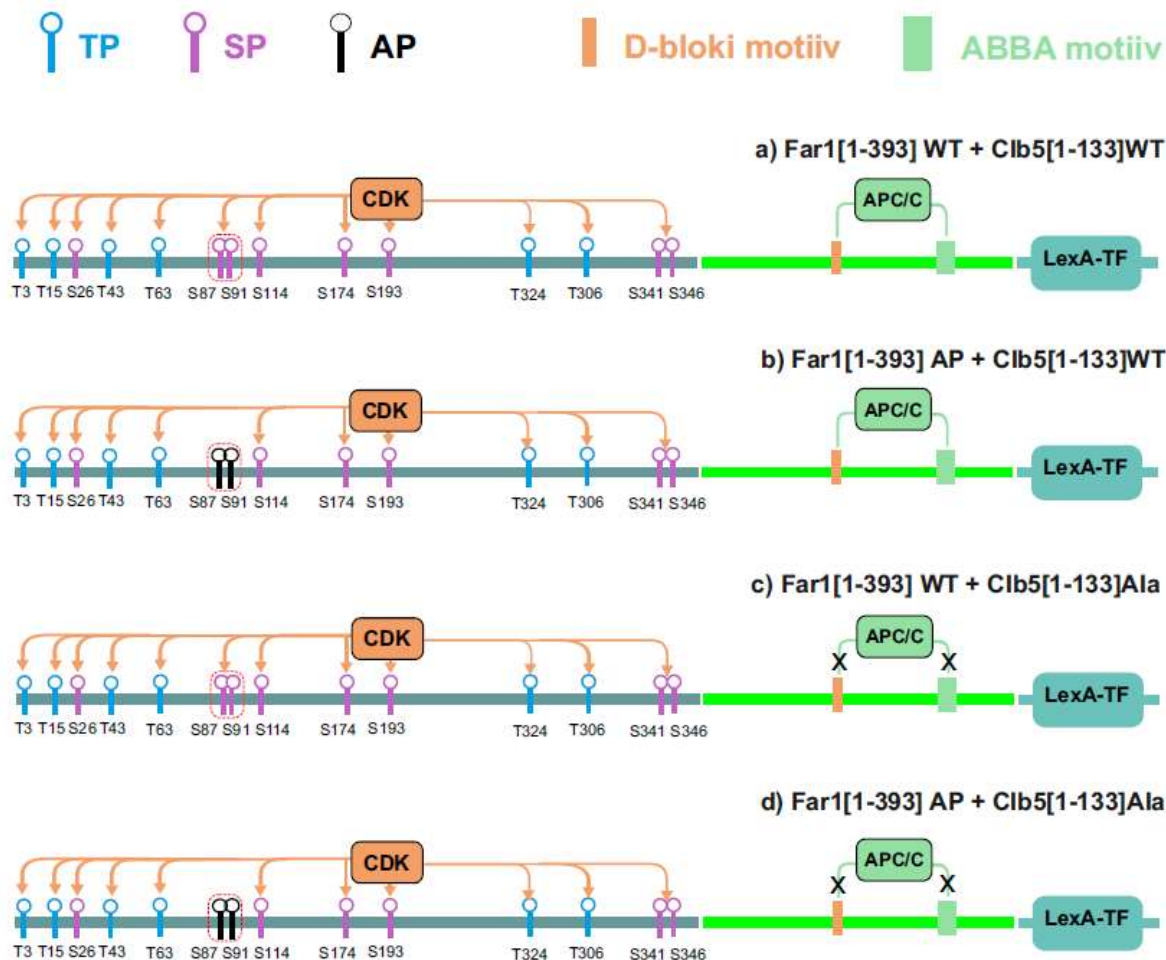 TP SP AP D-bloki motiiv ABBA motiiv
a) Far1[1-393] WT + Clb5[1-133]WT
CDK APC/C
LexA-TF
T3 T15 S26 T43 T63 S87 S91 S114 S174 S193 T324 T306 S341 S346
b) Far1[1-393] AP + Clb5[1-133]WT
CDK APC/C
LexA-TF
T3 T15 S26 T43 T63 S87 S91 S114 S174 S193 T324 T306 S341 S346
c) Far1[1-393] WT + Clb5[1-133]Ala
CDK APC/C
X X
LexA-TF
T3 T15 S26 T43 T63 S87 S91 S114 S174 S193 T324 T306 S341 S346
d) Far1[1-393] AP + Clb5[1-133]Ala
CDK APC/C
X X
LexA-TF
T3 T15 S26 T43 T63 S87 S91 S114 S174 S193 T324 T306 S341 S346